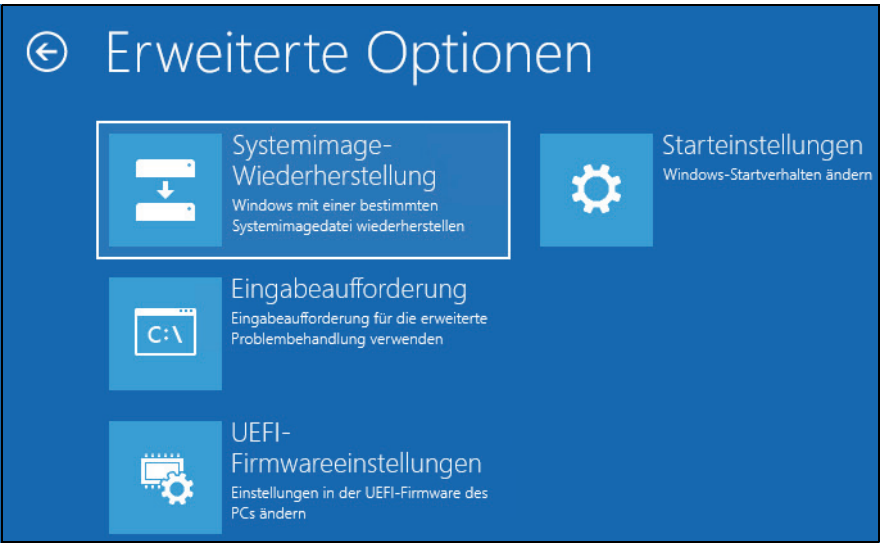 Erweiterte Optionen
Systemimage-
Wiederherstellung
Windows mit einer bestimmten
Systemimagedatei wiederherstellen
Starteinstellungen
Windows-Startverhalten ändern
C:\
Eingabeaufforderung
Eingabeaufforderung für die erweiterte
Problembehandlung verwenden
UEFI-
Firmwareeinstellungen
Einstellungen in der UEFI-Firmware des
PCs ändern